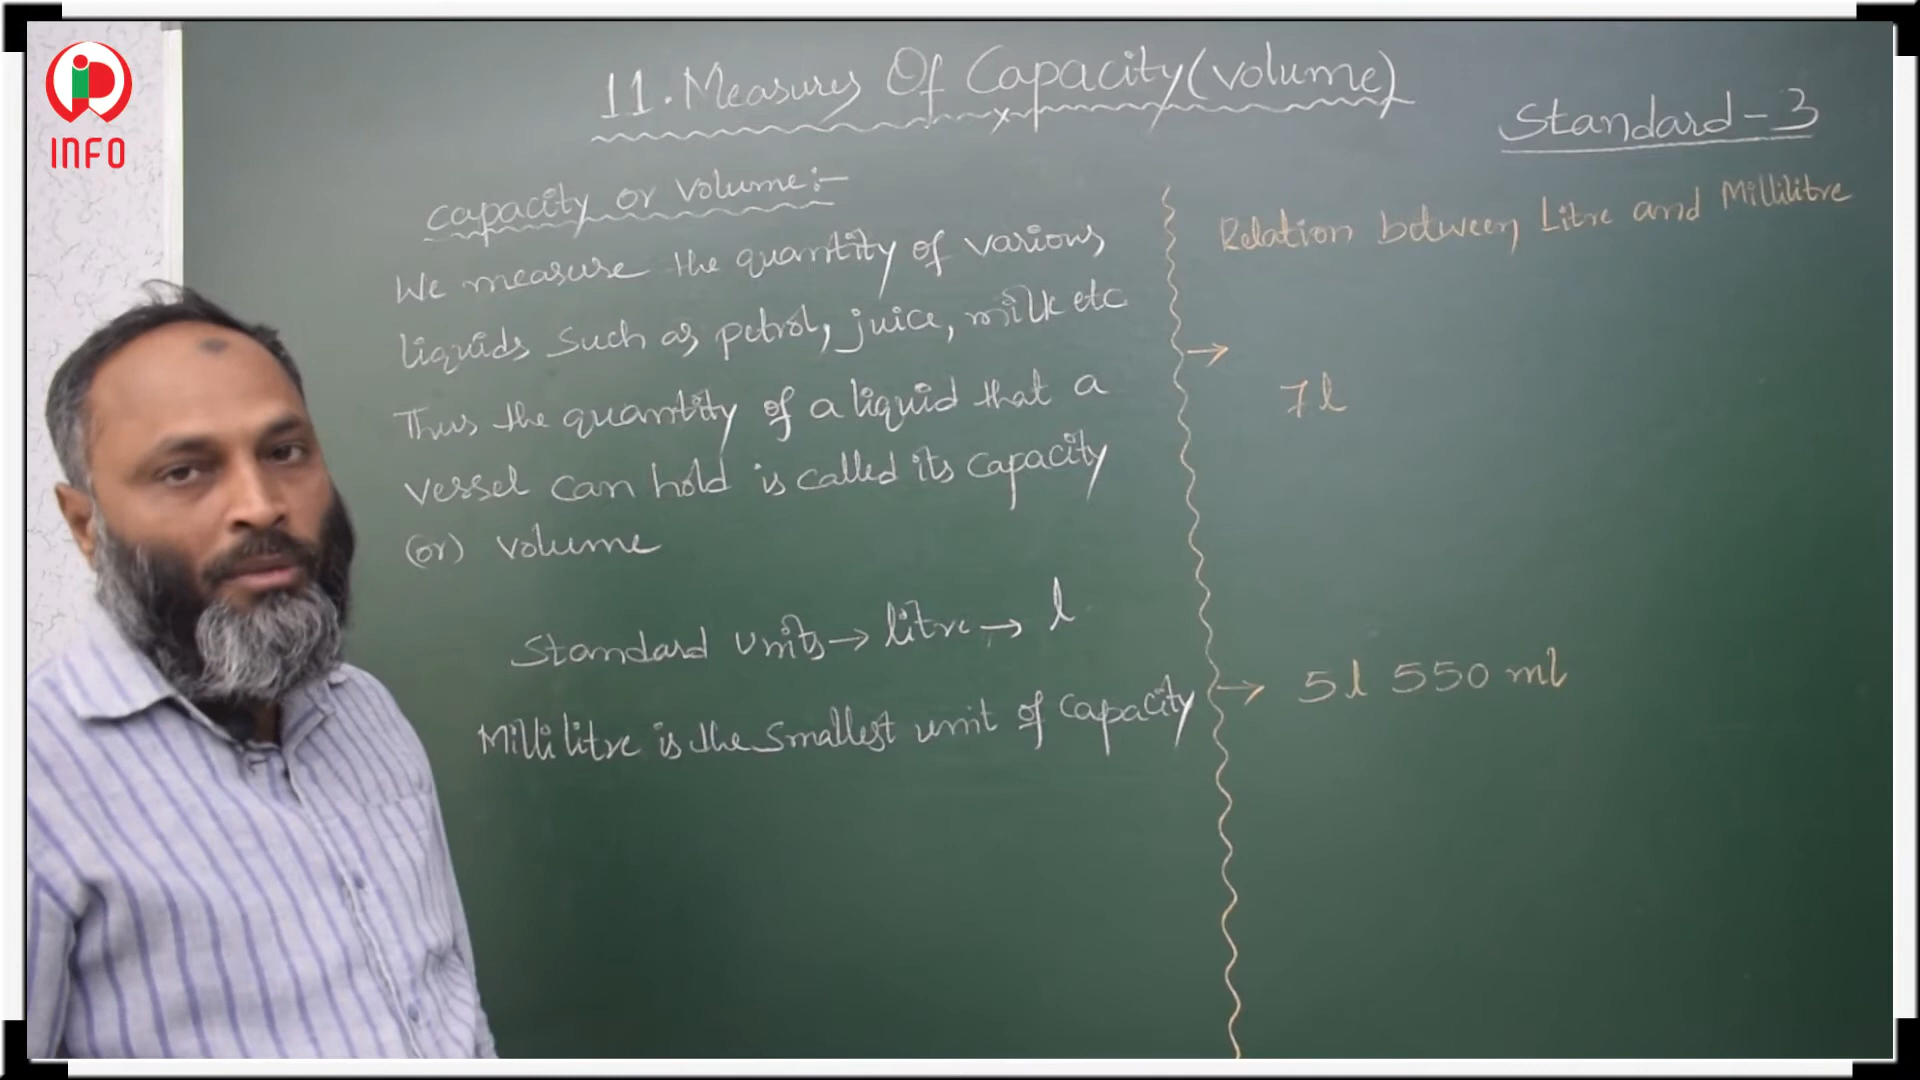 INFO
11. Measures Of Capacity (volume)
Standard - 3
capacity or volume:-
We measure the quantity of various
liquids such as petrol, juice, milk etc
Thus the quantity of a liquid that a
vessel can hold is called its capacity
(or) volume
Standard units → litre → l
Millilitre is the smallest unit of capacity
Relation between Litre and Millilitre
→
7 l
→ 5 l 550 ml